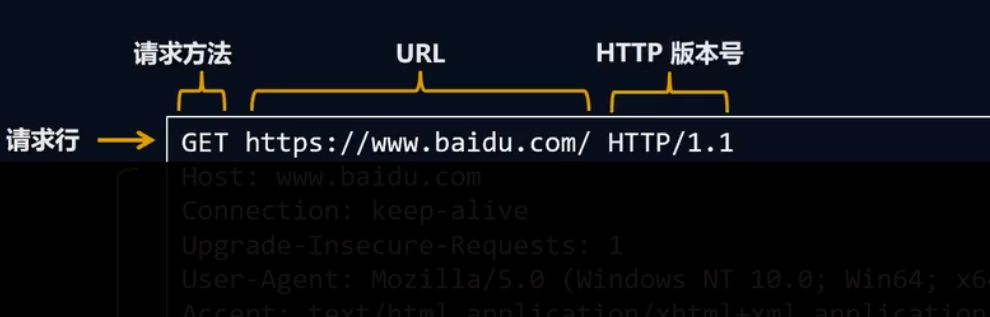 请求方法 URL HTTP 版本号
请求行 GET https://www.baidu.com/ HTTP/1.1
Host: www.baidu.com
Connection: keep-alive
Upgrade-Insecure-Requests: 1
User-Agent: Mozilla/5.0 (Windows NT 10.0; Win64; x6
Accept: text/html,application/xhtml+xml,application